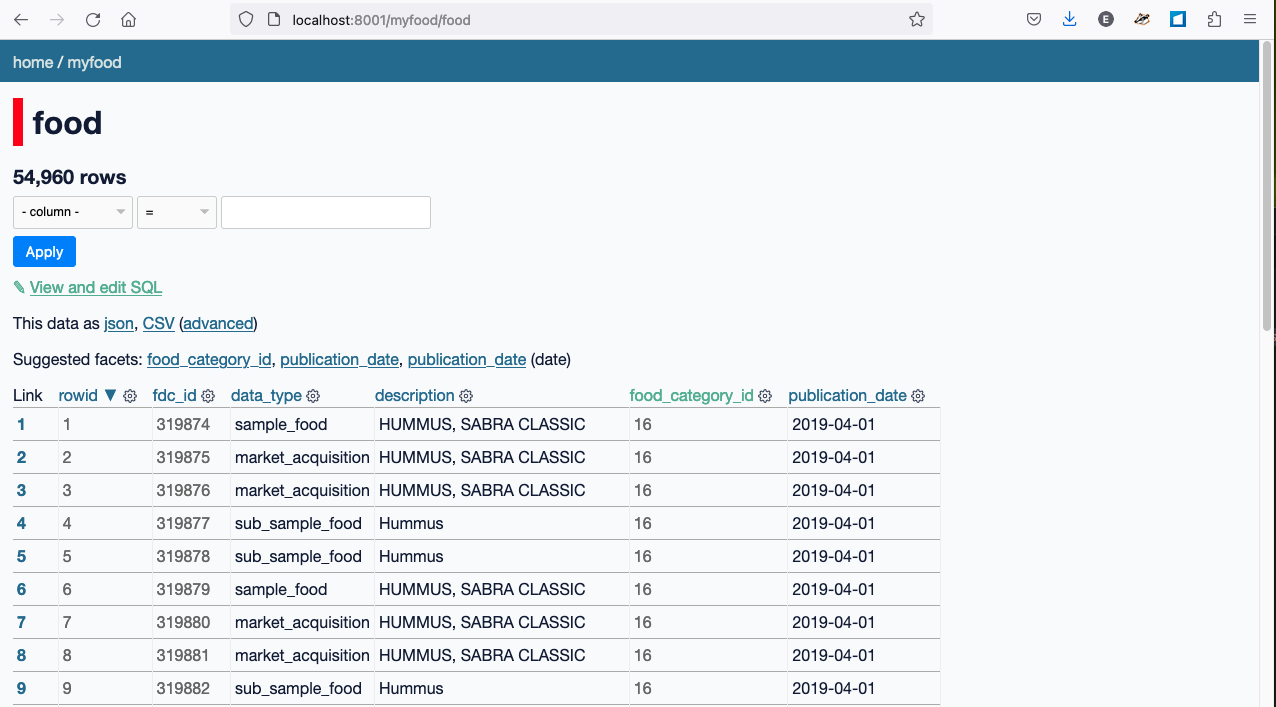 localhost:8001/myfood/food
E
home / myfood
food
54,960 rows
- column - =
Apply
✎ View and edit SQL
This data as json, CSV (advanced)
Suggested facets: food_category_id, publication_date, publication_date (date)
Link rowid ▼ fdc_id data_type description food_category_id publication_date
1 1 319874 sample_food HUMMUS, SABRA CLASSIC 16 2019-04-01
2 2 319875 market_acquisition HUMMUS, SABRA CLASSIC 16 2019-04-01
3 3 319876 market_acquisition HUMMUS, SABRA CLASSIC 16 2019-04-01
4 4 319877 sub_sample_food Hummus 16 2019-04-01
5 5 319878 sub_sample_food Hummus 16 2019-04-01
6 6 319879 sample_food HUMMUS, SABRA CLASSIC 16 2019-04-01
7 7 319880 market_acquisition HUMMUS, SABRA CLASSIC 16 2019-04-01
8 8 319881 market_acquisition HUMMUS, SABRA CLASSIC 16 2019-04-01
9 9 319882 sub_sample_food Hummus 16 2019-04-01